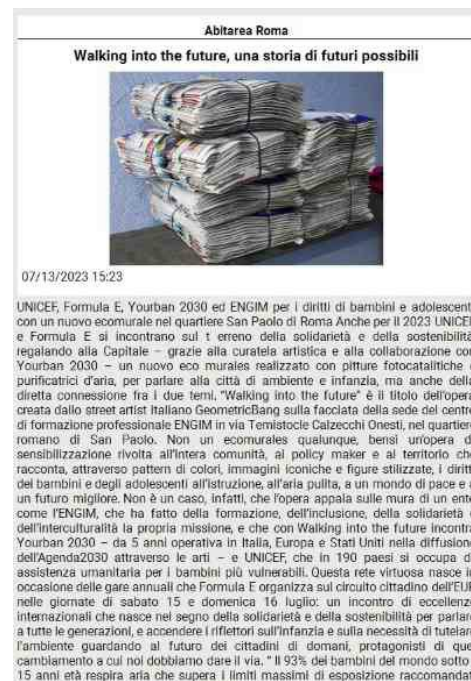 Abitarea Roma
Walking into the future, una storia di futuri possibili
07/13/2023 15:23
UNICEF, Formula E, Yourban 2030 ed ENGIM per i diritti di bambini e adolescent
con un nuovo ecomurale nel quartiere San Paolo di Roma Anche per il 2023 UNICEF
e Formula E si incontrano sul t erreno della solidarietà e della sostenibilità
regalando alla Capitale – grazie alla curatela artistica e alla collaborazione con
Yourban 2030 – un nuovo eco murales realizzato con pitture fotocatalitiche
purificatrici d'aria, per parlare alla città di ambiente e infanzia, ma anche della
diretta connessione fra i due temi. "Walking into the future" è il titolo dell'opera
creata dallo street artist Italiano GeometricBang sulla facciata della sede del centro
di formazione professionale ENGIM in via Temistocle Calzecchi Onesti, nel quartiere
romano di San Paolo. Non un ecomurales qualunque, bensì un'opera d
sensibilizzazione rivolta all'intera comunità, ai policy maker e al territorio che
racconta, attraverso pattern di colori, immagini iconiche e figure stilizzate, i diritti
dei bambini e degli adolescenti all'istruzione, all'aria pulita, a un mondo di pace e a
un futuro migliore. Non è un caso, infatti, che l'opera appaia sulle mura di un ente
come l'ENGIM, che ha fatto della formazione, dell'inclusione, della solidarietà e
dell'interculturalità la propria missione, e che con Walking into the future incontra
Yourban 2030 – da 5 anni operativa in Italia, Europa e Stati Uniti nella diffusione
dell'Agenda2030 attraverso le arti – e UNICEF, che in 190 paesi si occupa d
assistenza umanitaria per i bambini più vulnerabili. Questa rete virtuosa nasce in
occasione delle gare annuali che Formula E organizza sul circuito cittadino dell'EUR
nelle giornate di sabato 15 e domenica 16 luglio: un incontro di eccellenze
internazionali che nasce nel segno della solidarietà e della sostenibilità per parlare
a tutte le generazioni, e accendere i riflettori sull'infanzia e sulla necessità di tutelare
l'ambiente guardando al futuro dei cittadini di domani, protagonisti di quel
cambiamento a cui noi dobbiamo dare il via. " Il 93% dei bambini del mondo sotto
15 anni età respira aria che supera i limiti massimi di esposizione raccomandat